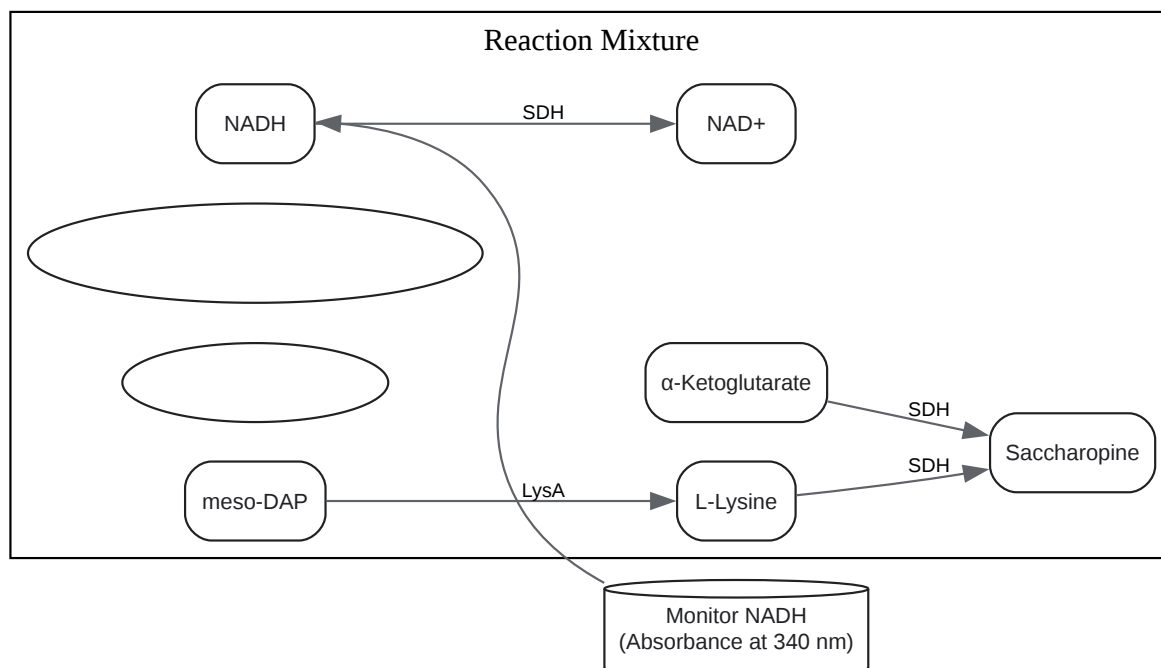 Reaction Mixture
NADH
SDH
NAD+
α-Ketoglutarate
SDH
Saccharopine
SDH
meso-DAP
LysA
L-Lysine
Monitor NADH
(Absorbance at 340 nm)